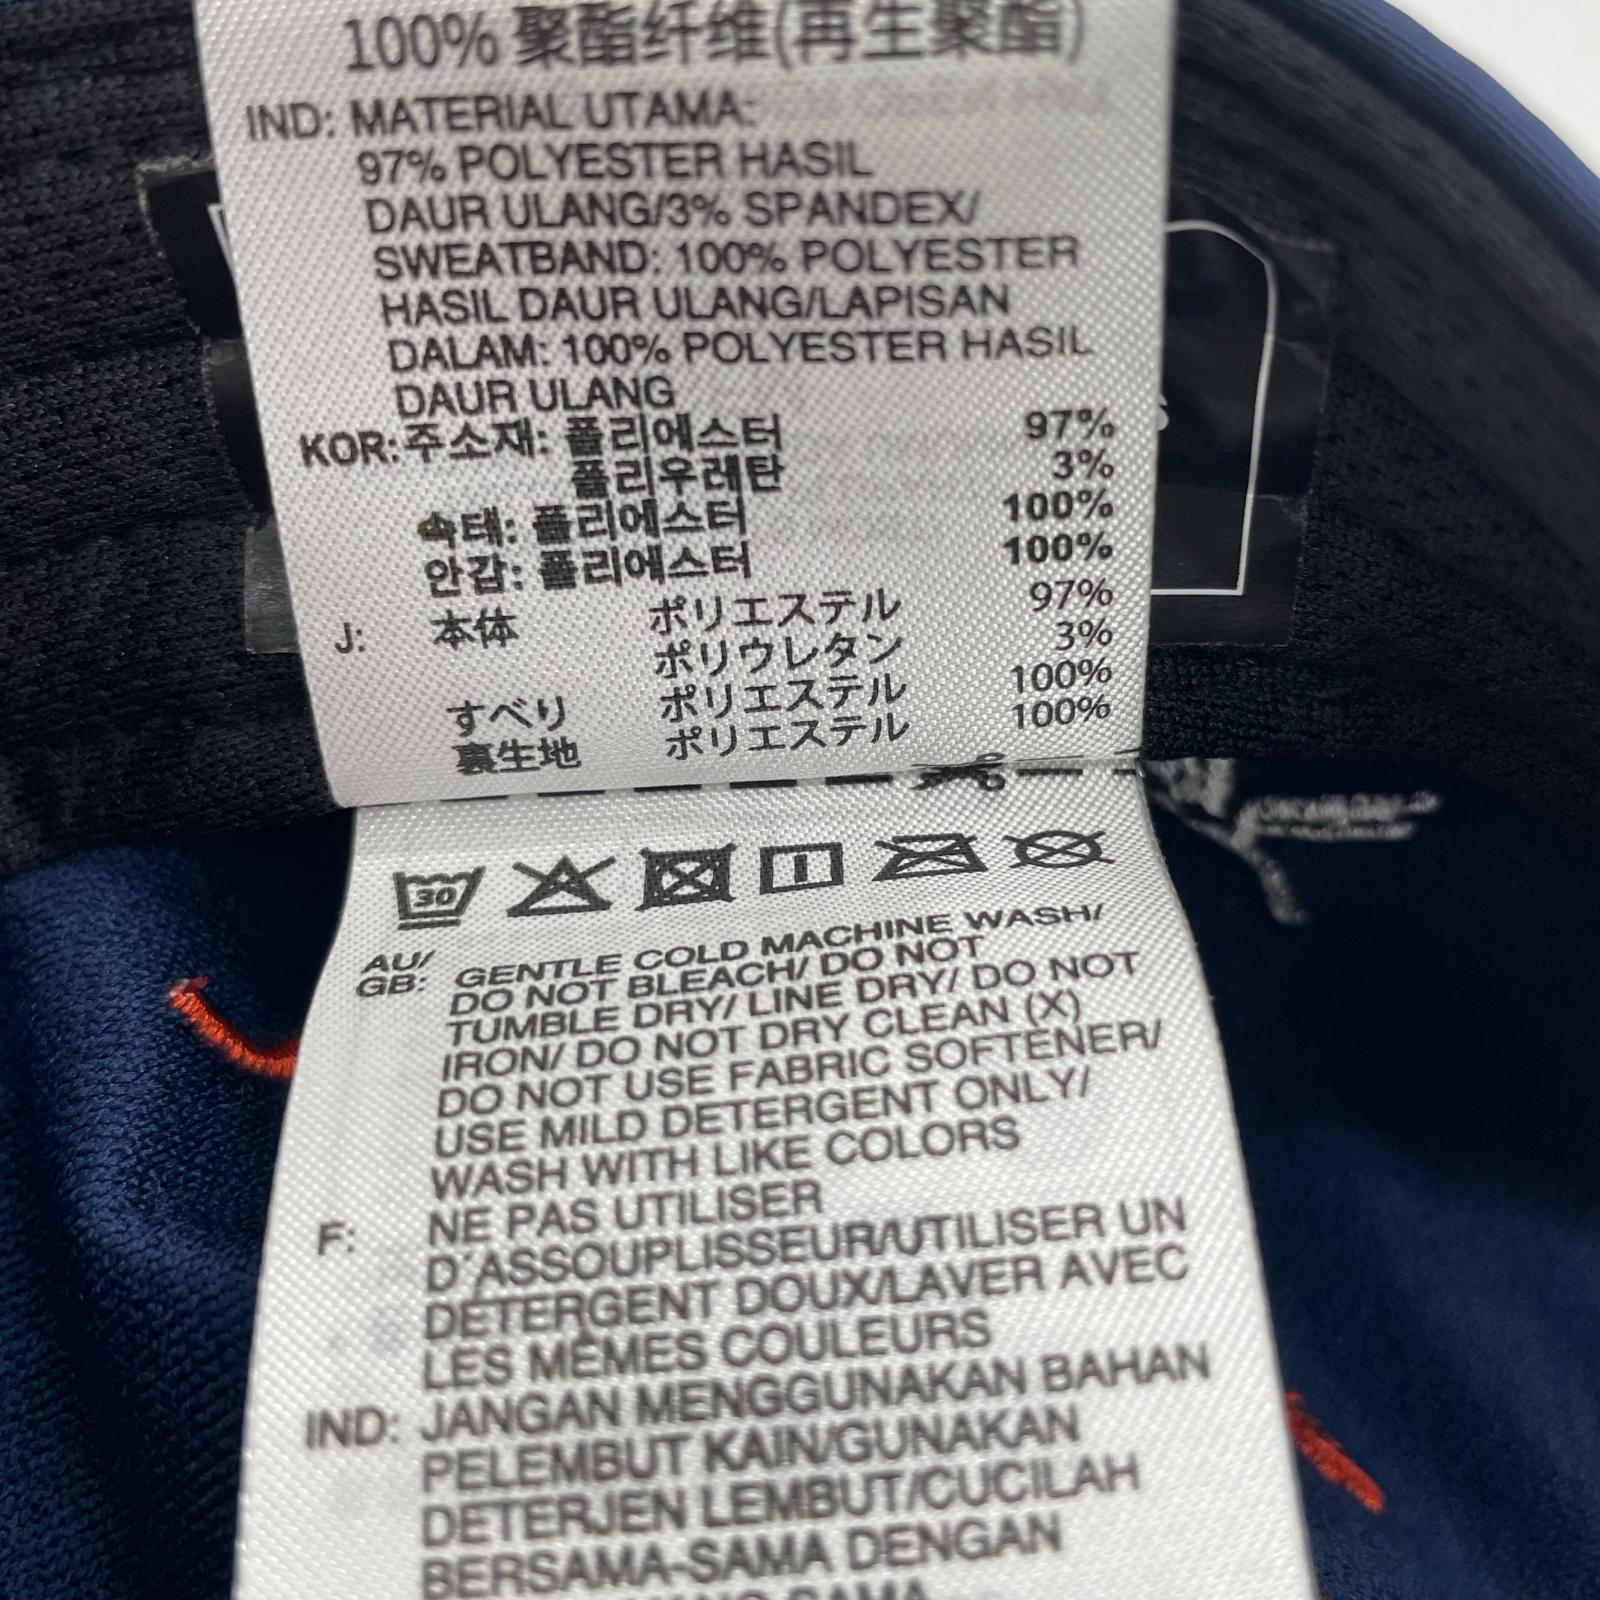 100% 聚酯纤维(再生聚酯)
IND: MATERIAL UTAMA:
97% POLYESTER HASIL
DAUR ULANG/3% SPANDEX/
SWEATBAND: 100% POLYESTER
HASIL DAUR ULANG/LAPISAN
DALAM: 100% POLYESTER HASIL
DAUR ULANG
KOR: 주소재: 폴리에스터 97%
폴리우레탄 3%
속태: 폴리에스터 100%
안감: 폴리에스터 100%
J: 本体 ポリエステル 97%
ポリウレタン 3%
すべり ポリエステル 100%
裏生地 ポリエステル 100%
30
AU/
GB: GENTLE COLD MACHINE WASH/
DO NOT BLEACH/ DO NOT
TUMBLE DRY/ LINE DRY/ DO NOT
IRON/ DO NOT DRY CLEAN (X)
DO NOT USE FABRIC SOFTENER/
USE MILD DETERGENT ONLY/
WASH WITH LIKE COLORS
F: NE PAS UTILISER
D'ASSOUPLISSEUR/UTILISER UN
DÉTERGENT DOUX/LAVER AVEC
LES MÊMES COULEURS
IND: JANGAN MENGGUNAKAN BAHAN
PELEMBUT KAIN/GUNAKAN
DETERJEN LEMBUT/CUCILAH
BERSAMA-SAMA DENGAN